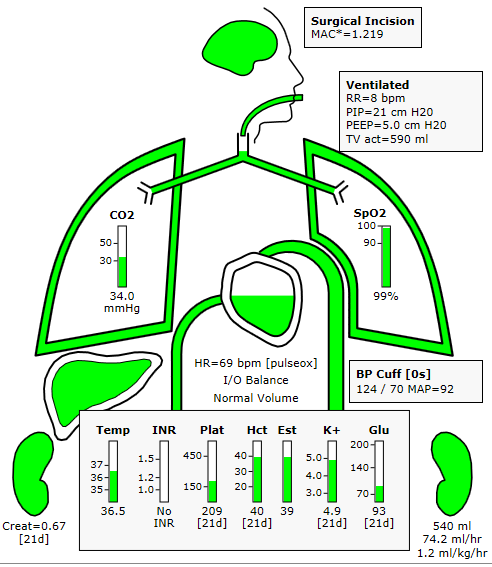 Surgical Incision
MAC*=1.219
Ventilated
RR=8 bpm
PIP=21 cm H20
PEEP=5.0 cm H20
TV act=590 ml
CO2
50
30
34.0
mmHg
SpO2
100
90
99%
HR=69 bpm [pulseox]
I/O Balance
Normal Volume
BP Cuff [0s]
124 / 70 MAP=92
Temp INR Plat Hct Est K+ Glu
37
36
35
36.5
1.5
1.2
1.0
No
INR
450
150
209
[21d]
40
30
20
40
[21d]
39
5.0
4.0
3.0
4.9
[21d]
200
140
70
93
[21d]
Creat=0.67
[21d]
540 ml
74.2 ml/hr
1.2 ml/kg/hr